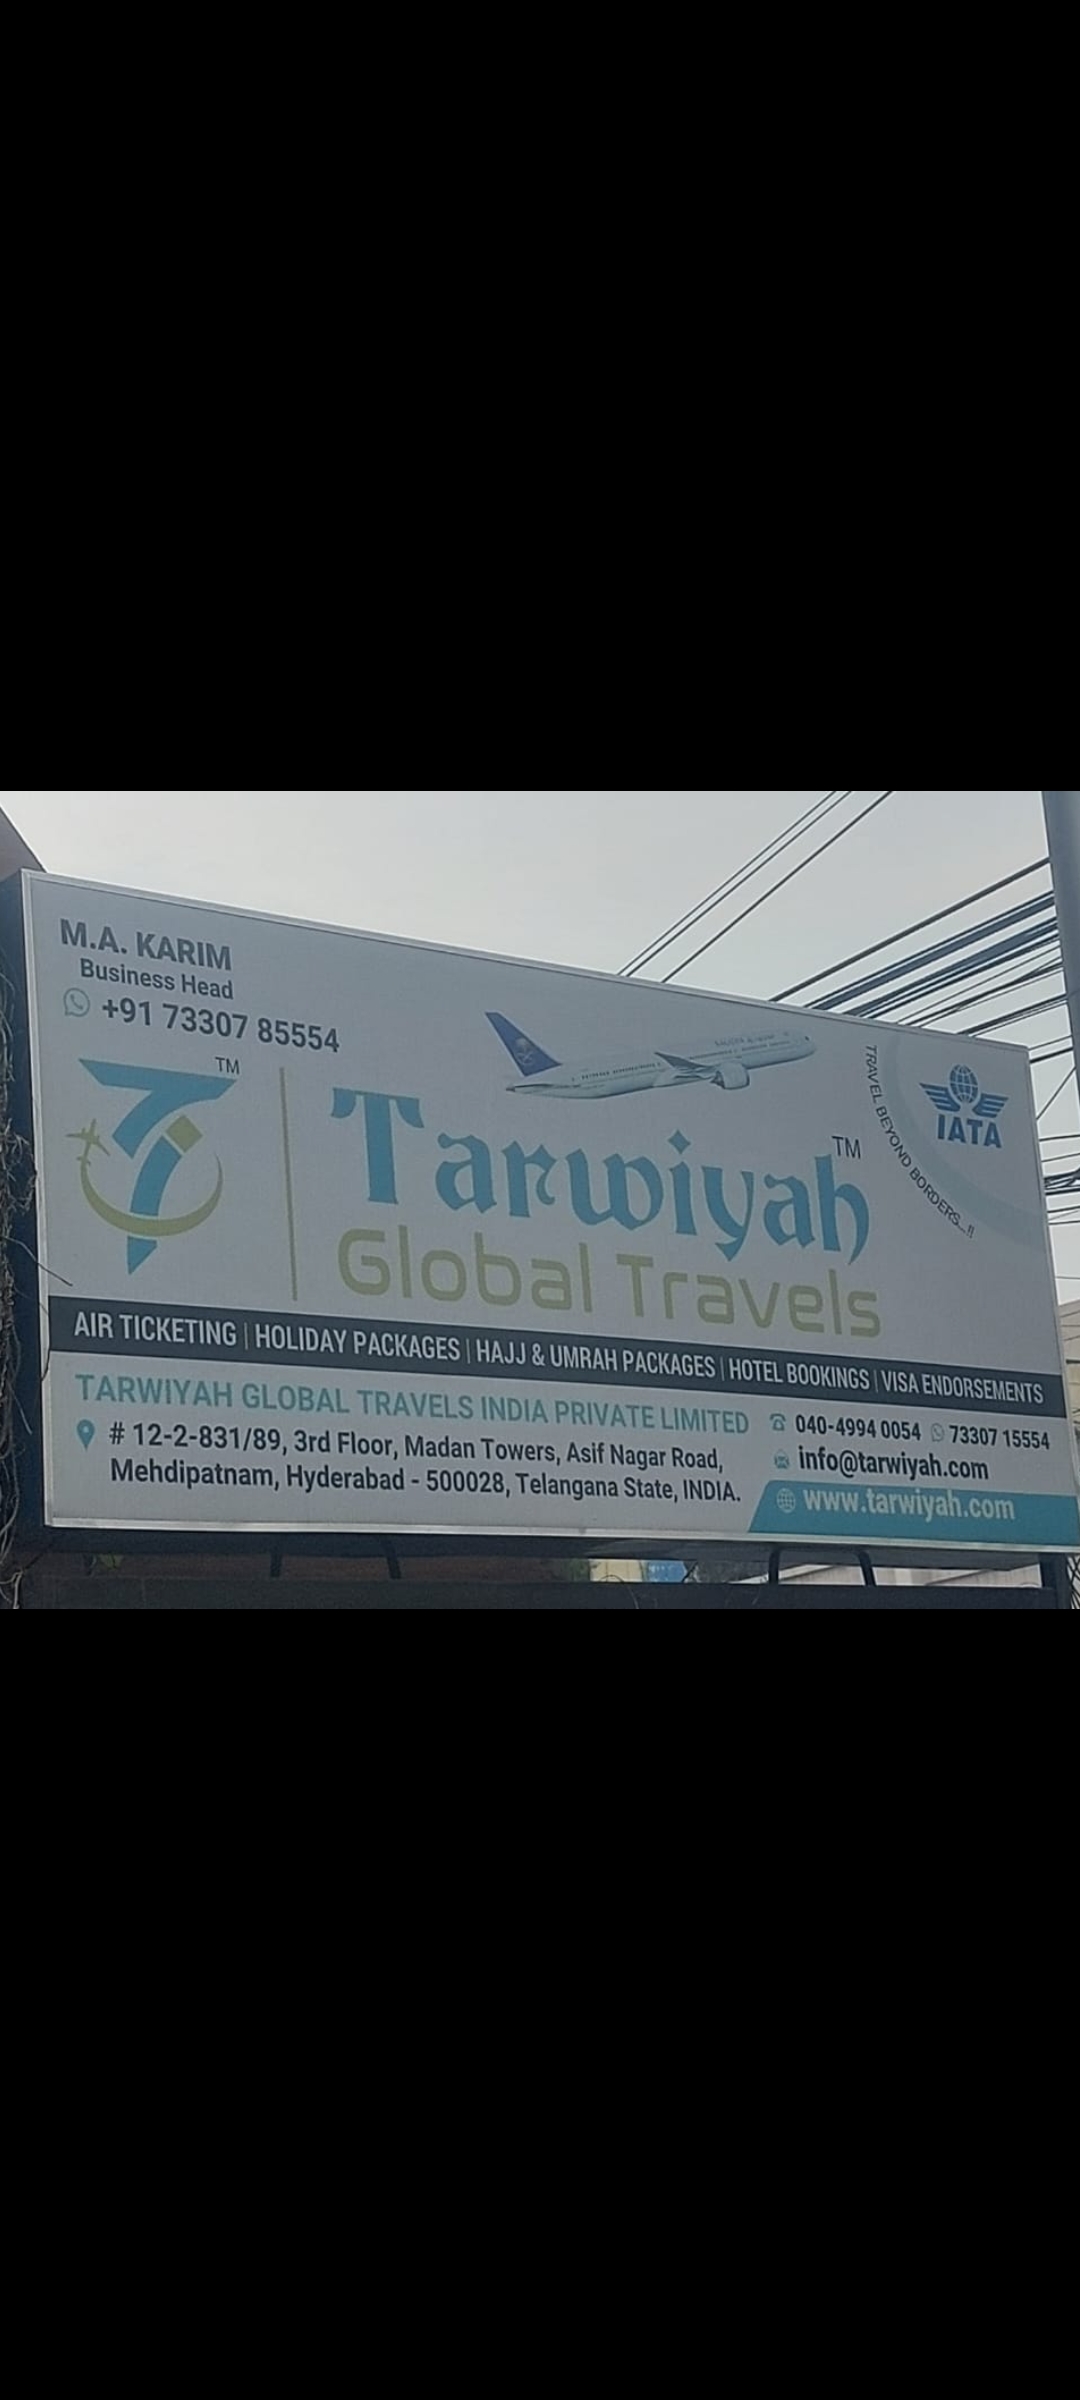 M.A. KARIM
Business Head
+91 73307 85554
TM
Tarwiyah TM
Global Travels
TRAVEL BEYOND BORDERS...!!
IATA
AIR TICKETING | HOLIDAY PACKAGES | HAJJ & UMRAH PACKAGES | HOTEL BOOKINGS | VISA ENDORSEMENTS
TARWIYAH GLOBAL TRAVELS INDIA PRIVATE LIMITED
# 12-2-831/89, 3rd Floor, Madan Towers, Asif Nagar Road,
Mehdipatnam, Hyderabad - 500028, Telangana State, INDIA.
040-4994 0054 73307 15554
info@tarwiyah.com
www.tarwiyah.com